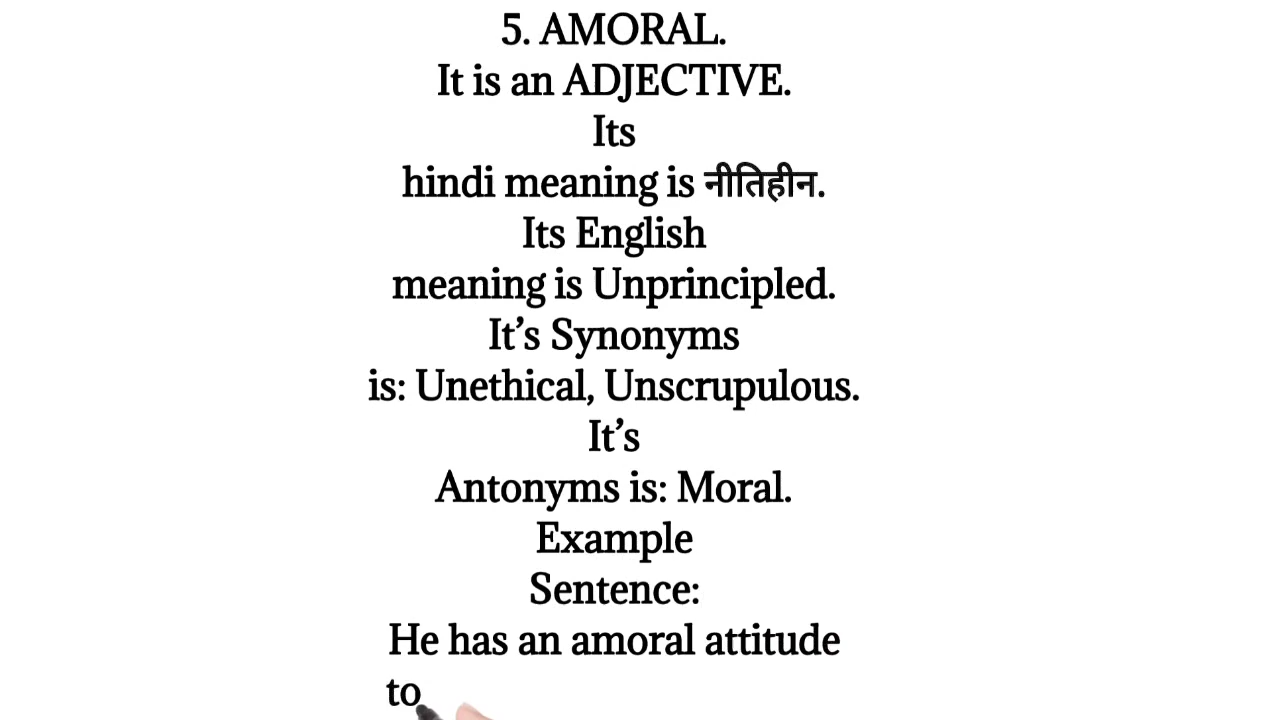 5. AMORAL.
It is an ADJECTIVE.
Its
hindi meaning is नीतिहीन.
Its English
meaning is Unprincipled.
It’s Synonyms
is: Unethical, Unscrupulous.
It’s
Antonyms is: Moral.
Example
Sentence:
He has an amoral attitude
to